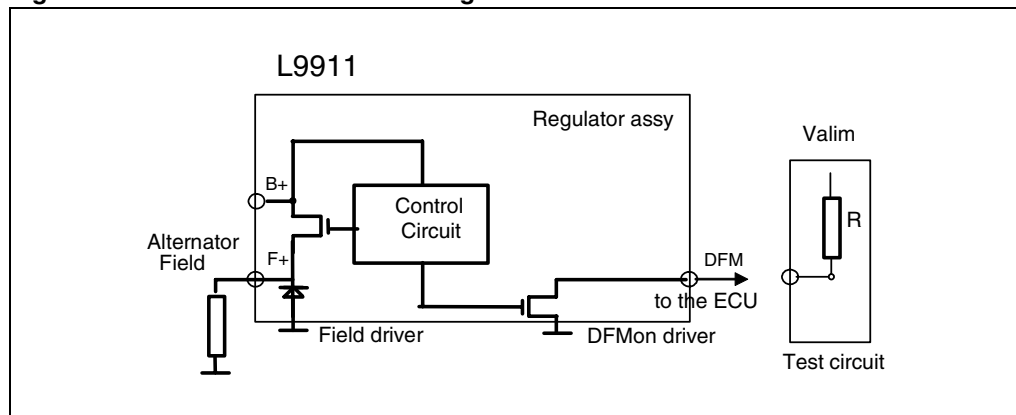 L9911
Regulator assy
Valim
B+
Control
Circuit
R
Alternator
Field
F+
DFM
to the ECU
Field driver
DFMon driver
Test circuit